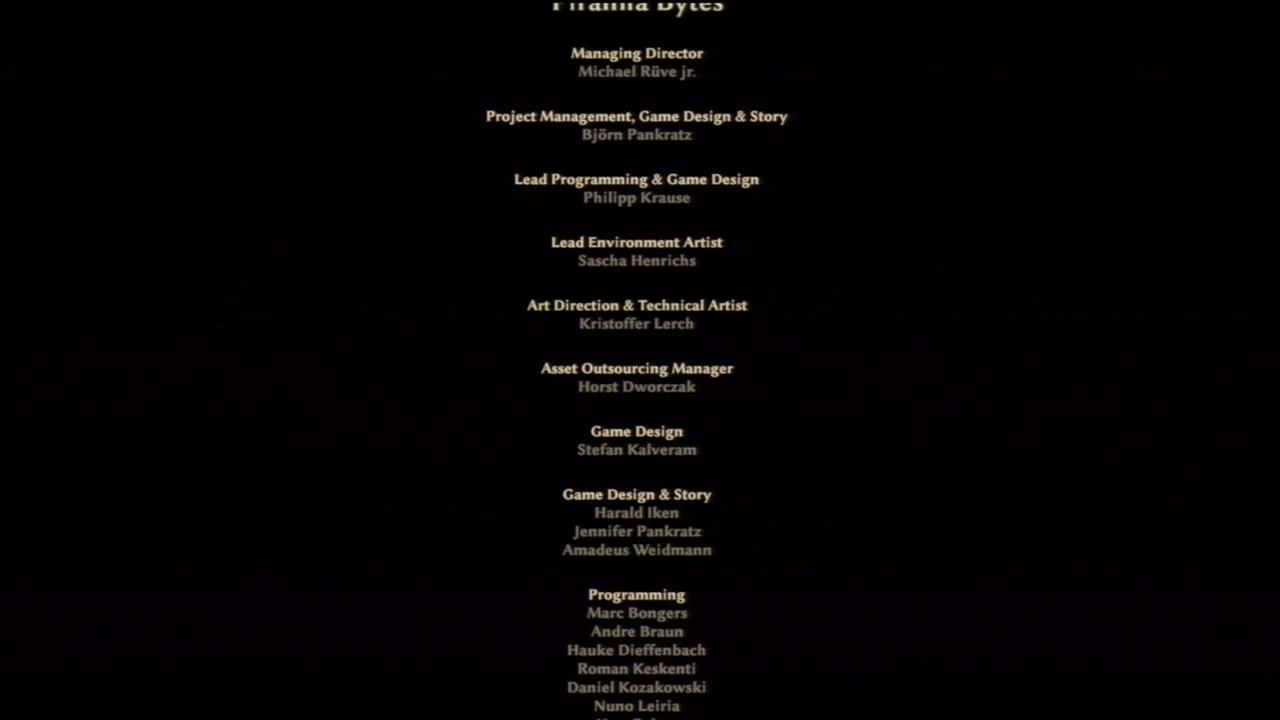 Piranha Bytes
Managing Director
Michael Rüve jr.
Project Management, Game Design & Story
Björn Pankratz
Lead Programming & Game Design
Philipp Krause
Lead Environment Artist
Sascha Henrichs
Art Direction & Technical Artist
Kristoffer Lerch
Asset Outsourcing Manager
Horst Dworczak
Game Design
Stefan Kalveram
Game Design & Story
Harald Iken
Jennifer Pankratz
Amadeus Weidmann
Programming
Marc Bongers
Andre Braun
Hauke Dieffenbach
Roman Keskenti
Daniel Kozakowski
Nuno Leiria